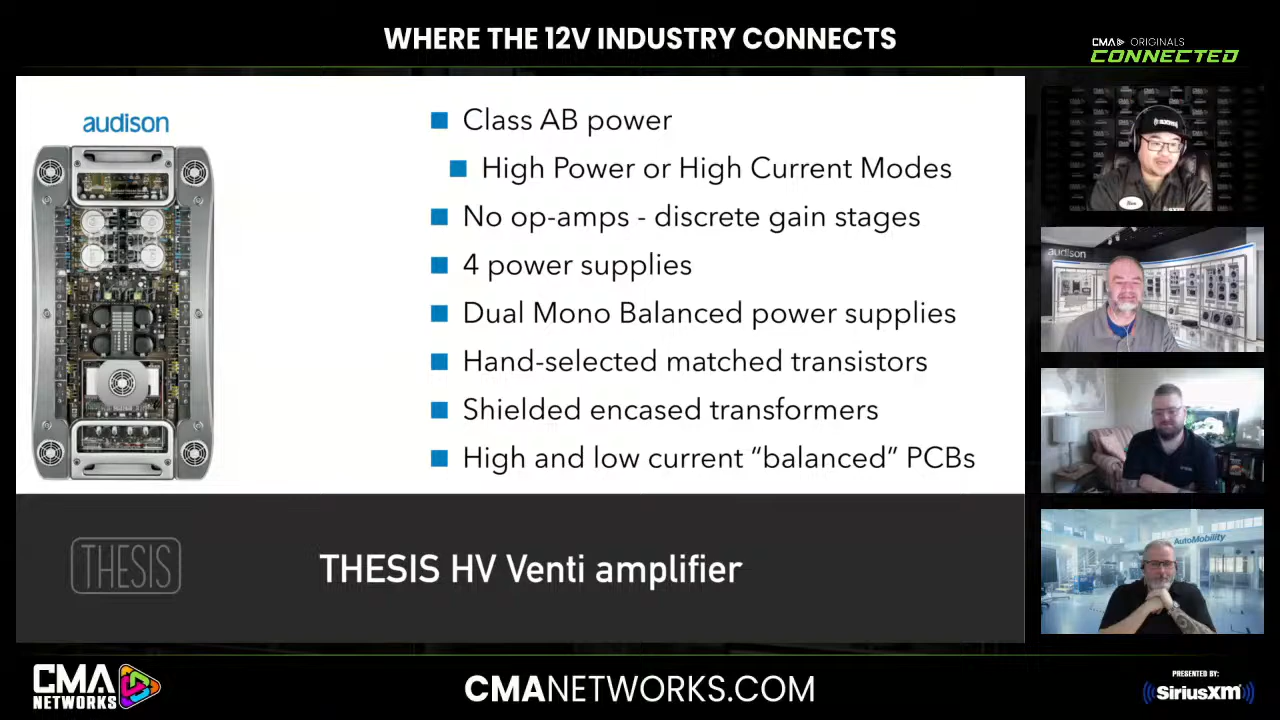 WHERE THE 12V INDUSTRY CONNECTS
CMA ORIGINALS
CONNECTED
audison
Class AB power
High Power or High Current Modes
No op-amps - discrete gain stages
4 power supplies
Dual Mono Balanced power supplies
Hand-selected matched transistors
Shielded encased transformers
High and low current “balanced” PCBs
THESIS
THESIS HV Venti amplifier
audison
AutoMobility
CMA
NETWORKS
CMANETWORKS.COM
PRESENTED BY:
SiriusXM